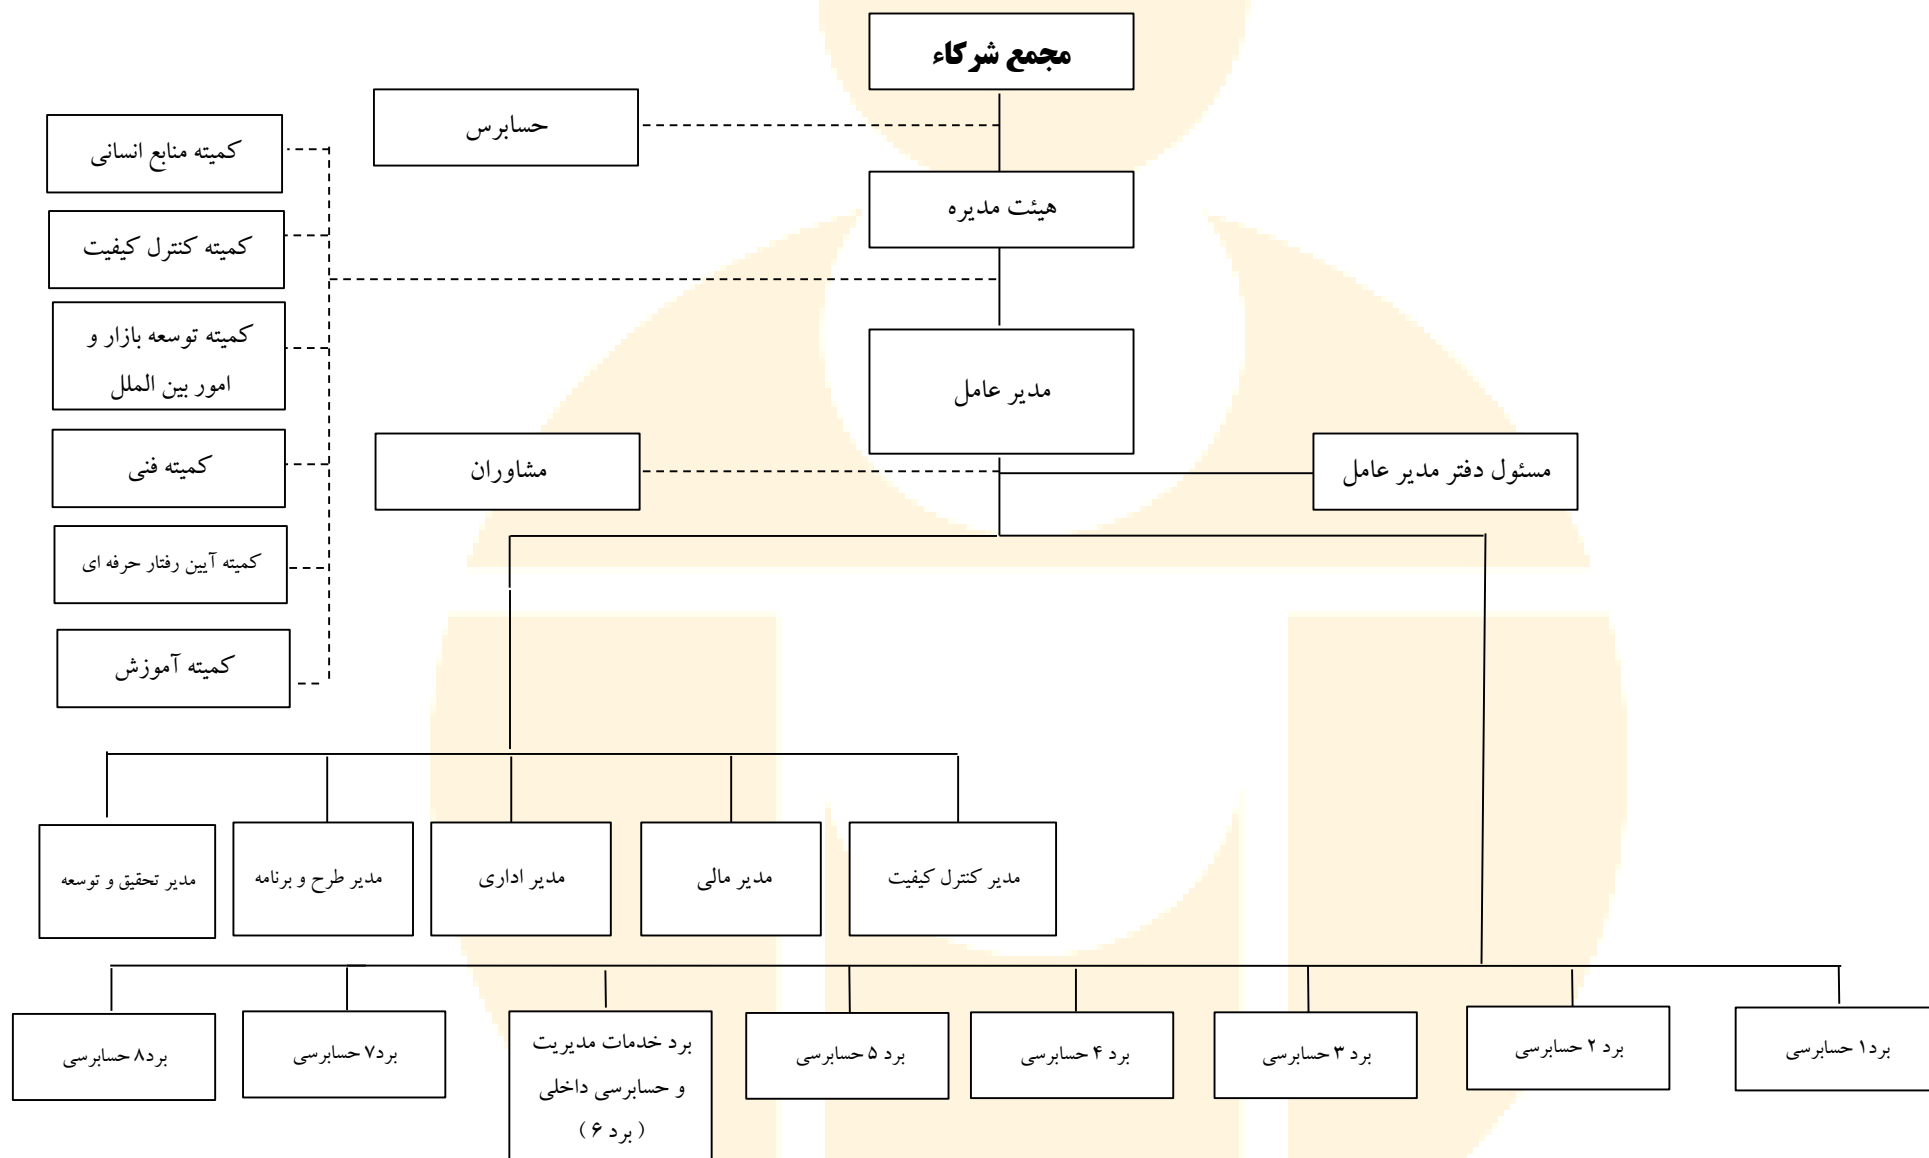 مجمع شرکاء
حسابرس
هیئت مدیره
کمیته منابع انسانی
کمیته کنترل کیفیت
کمیته توسعه بازار و
امور بین الملل
کمیته فنی
کمیته آیین رفتار حرفه ای
کمیته آموزش
مدیر عامل
مسئول دفتر مدیر عامل
مشاوران
مدیر کنترل کیفیت
مدیر مالی
مدیر اداری
مدیر طرح و برنامه
مدیر تحقیق و توسعه
برد۱ حسابرسی
برد ۲ حسابرسی
برد ۳ حسابرسی
برد ۴ حسابرسی
برد ۵ حسابرسی
برد خدمات مدیریت
و حسابرسی داخلی
( برد ۶ )
برد۷ حسابرسی
برد۸ حسابرسی